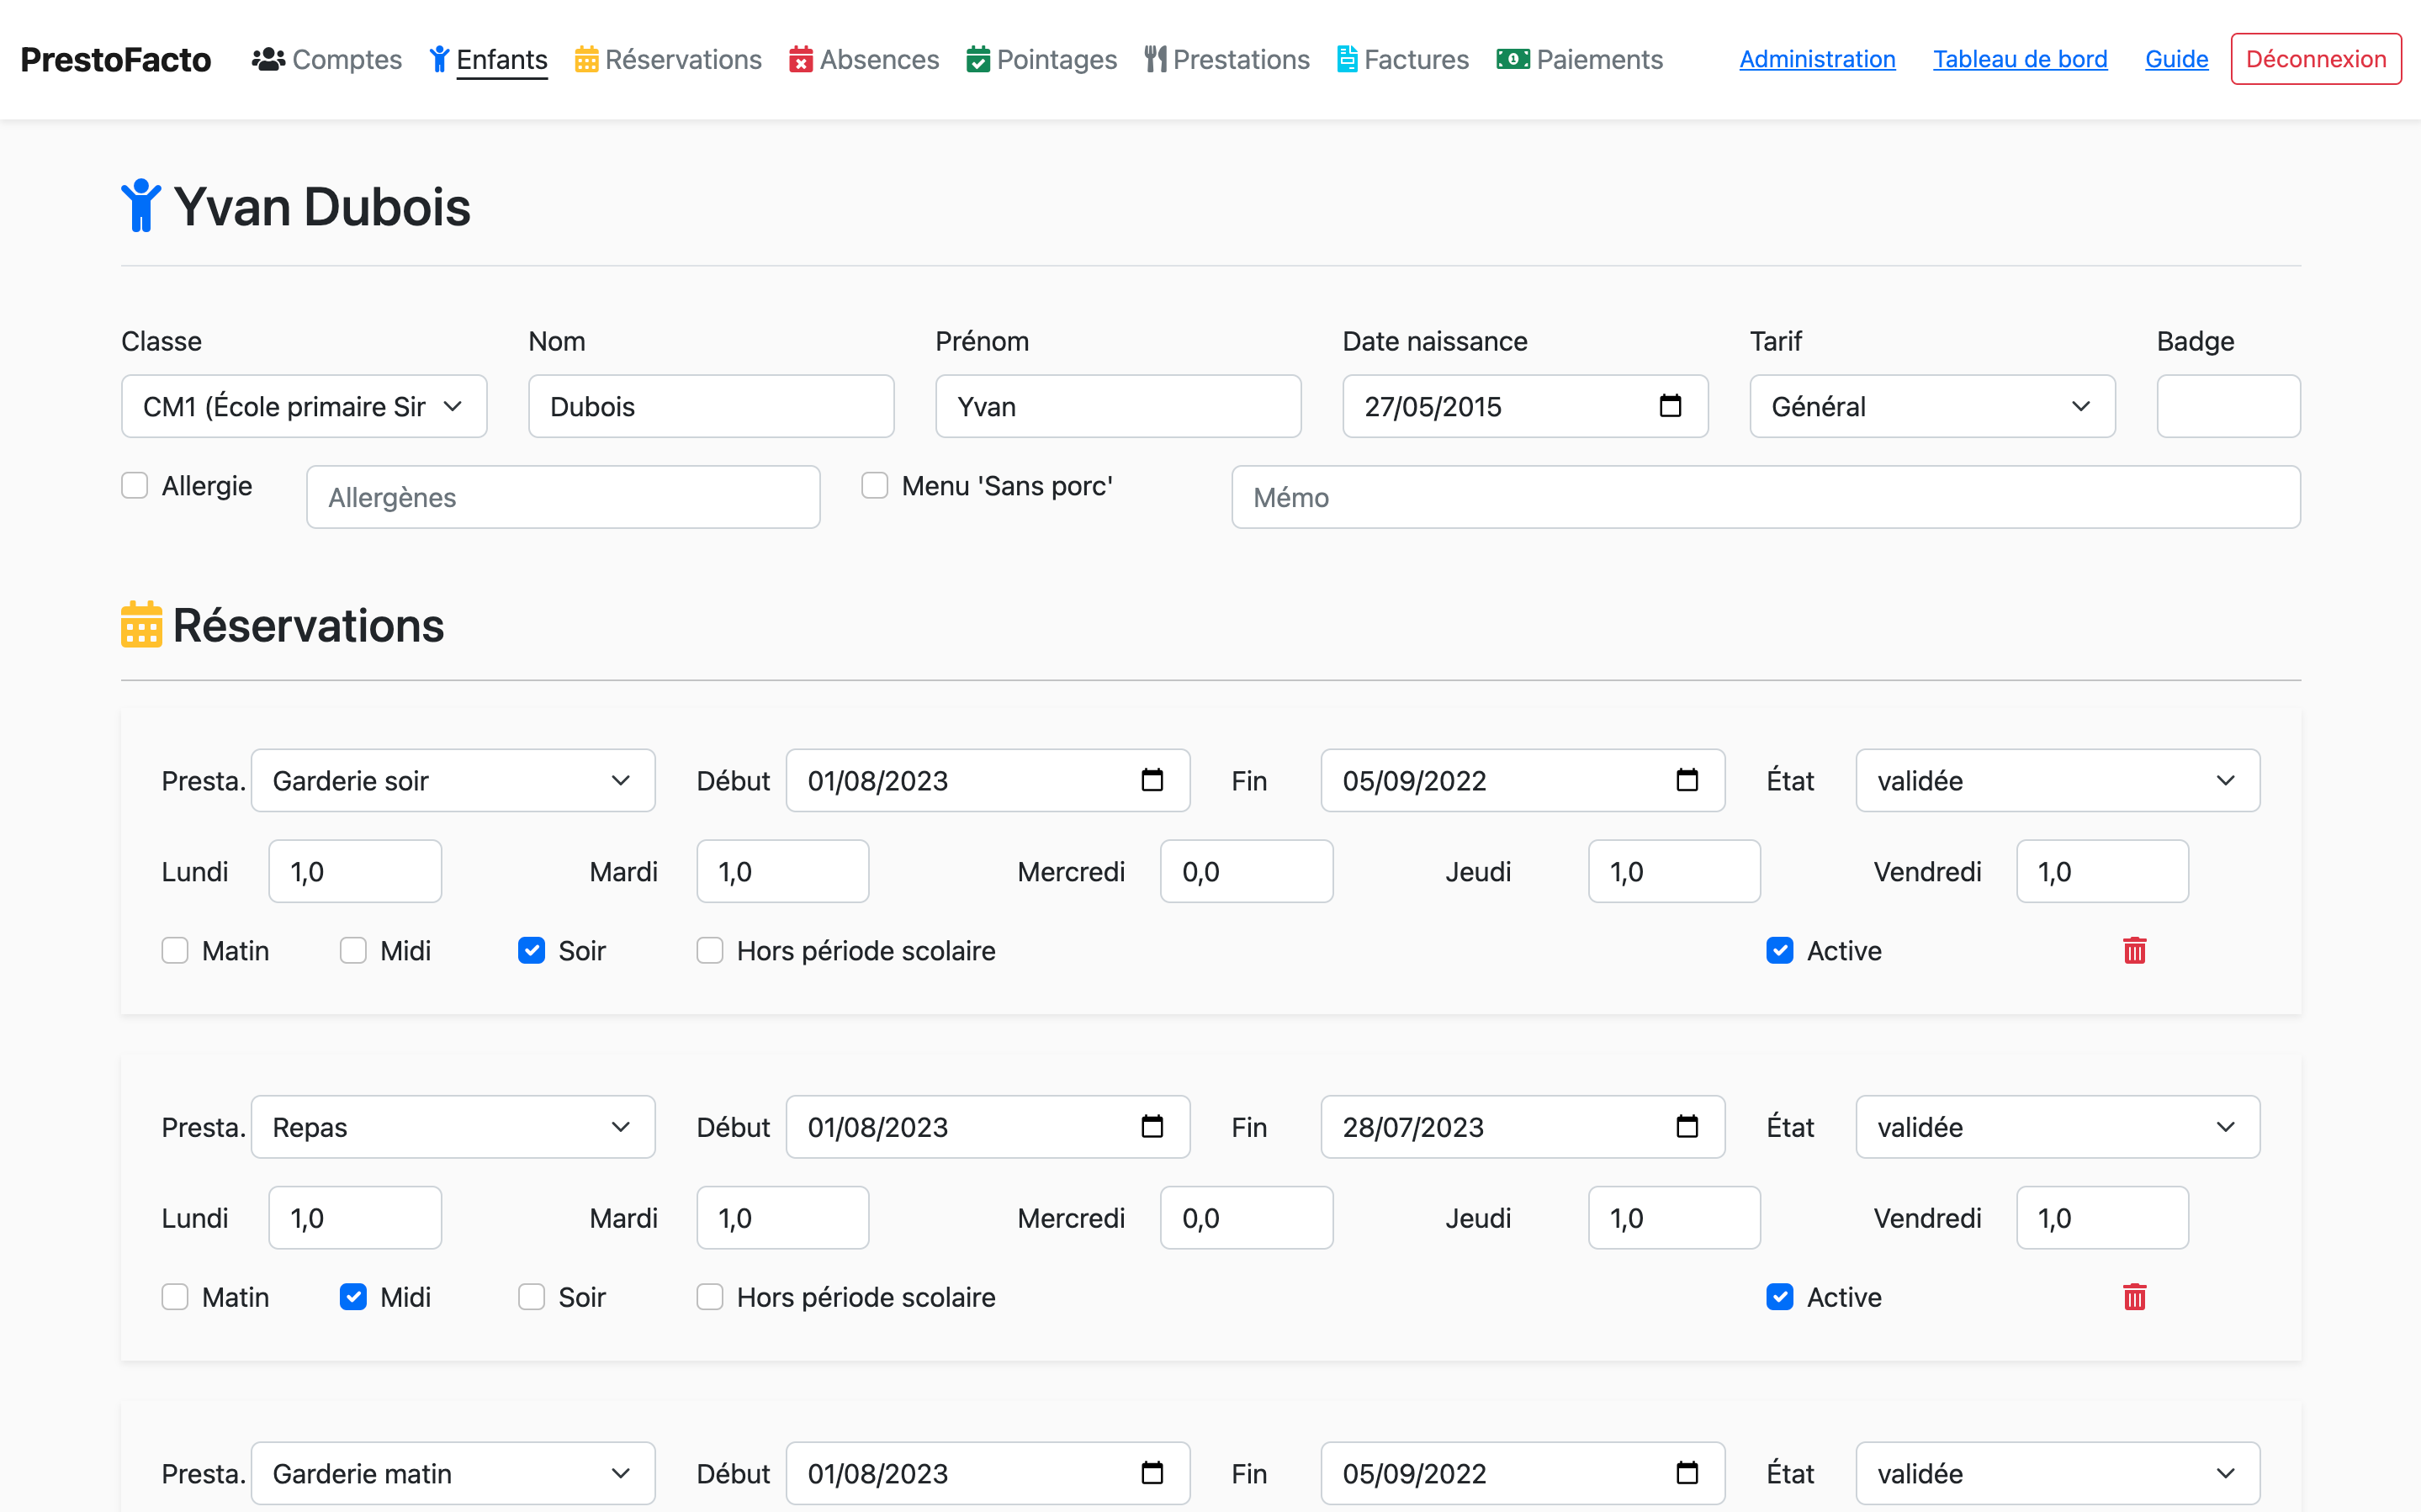 PrestoFacto Comptes Enfants Réservations Absences Pointages Prestations Factures Paiements Administration Tableau de bord Guide Déconnexion
Yvan Dubois
Classe Nom Prénom Date naissance Tarif Badge
CM1 (École primaire Sir Dubois Yvan 27/05/2015 Général
Allergie Allergènes Menu 'Sans porc' Mémo
Réservations
Presta. Garderie soir Début 01/08/2023 Fin 05/09/2022 État validée
Lundi 1,0 Mardi 1,0 Mercredi 0,0 Jeudi 1,0 Vendredi 1,0
Matin Midi Soir Hors période scolaire Active
Presta. Repas Début 01/08/2023 Fin 28/07/2023 État validée
Lundi 1,0 Mardi 1,0 Mercredi 0,0 Jeudi 1,0 Vendredi 1,0
Matin Midi Soir Hors période scolaire Active
Presta. Garderie matin Début 01/08/2023 Fin 05/09/2022 État validée